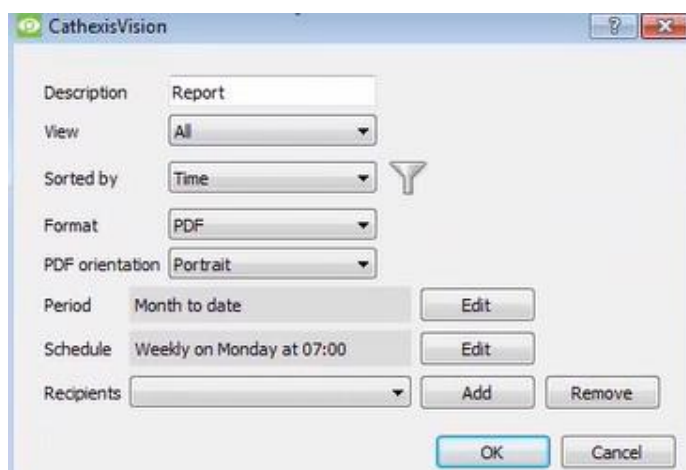 CathexisVision
Description Report
View All
Sorted by Time
Format PDF
PDF orientation Portrait
Period Month to date Edit
Schedule Weekly on Monday at 07:00 Edit
Recipients Add Remove
OK Cancel